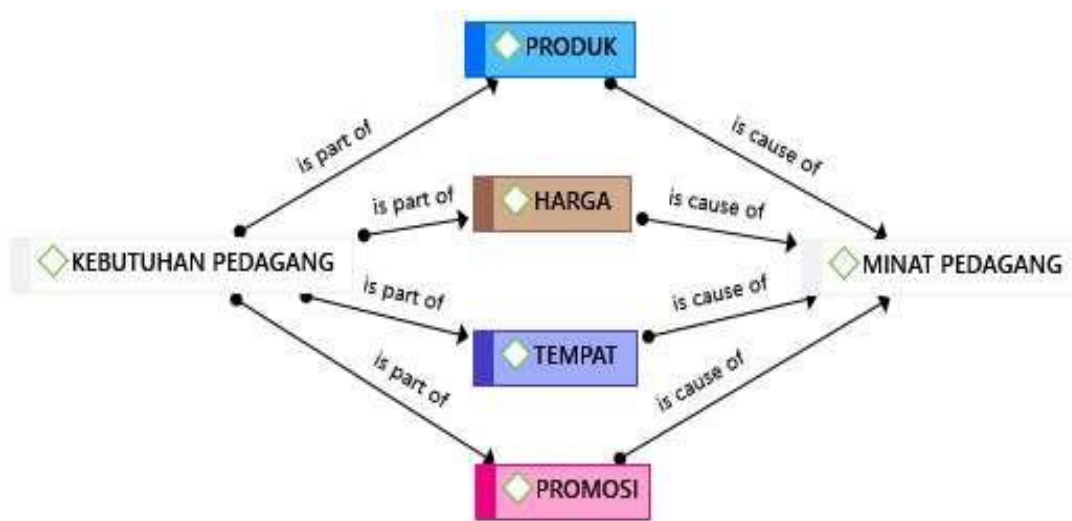 PRODUK
is part of
is cause of
is part of
HARGA
is cause of
KEBUTUHAN PEDAGANG
MINAT PEDAGANG
is part of
is cause of
TEMPAT
is part of
is cause of
PROMOSI